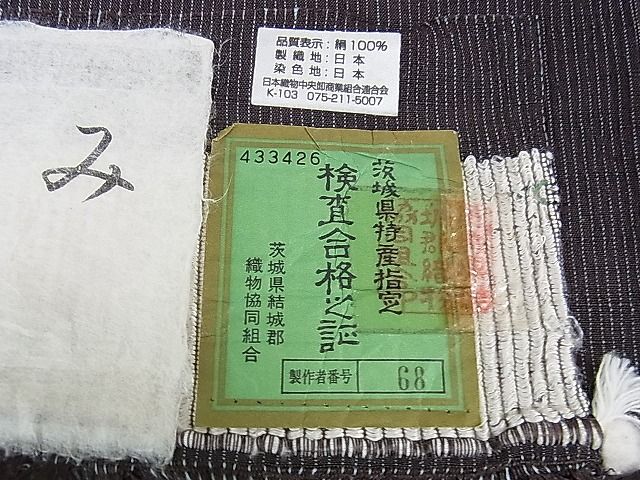 品質表示：絹100%
製織地：日本
染色地：日本
日本織物中央卸商業組合連合会
K-103 075-211-5007
み
433426
茨城県特産指定
検査合格之証
茨城県結城郡
織物協同組合
製作者番号 68